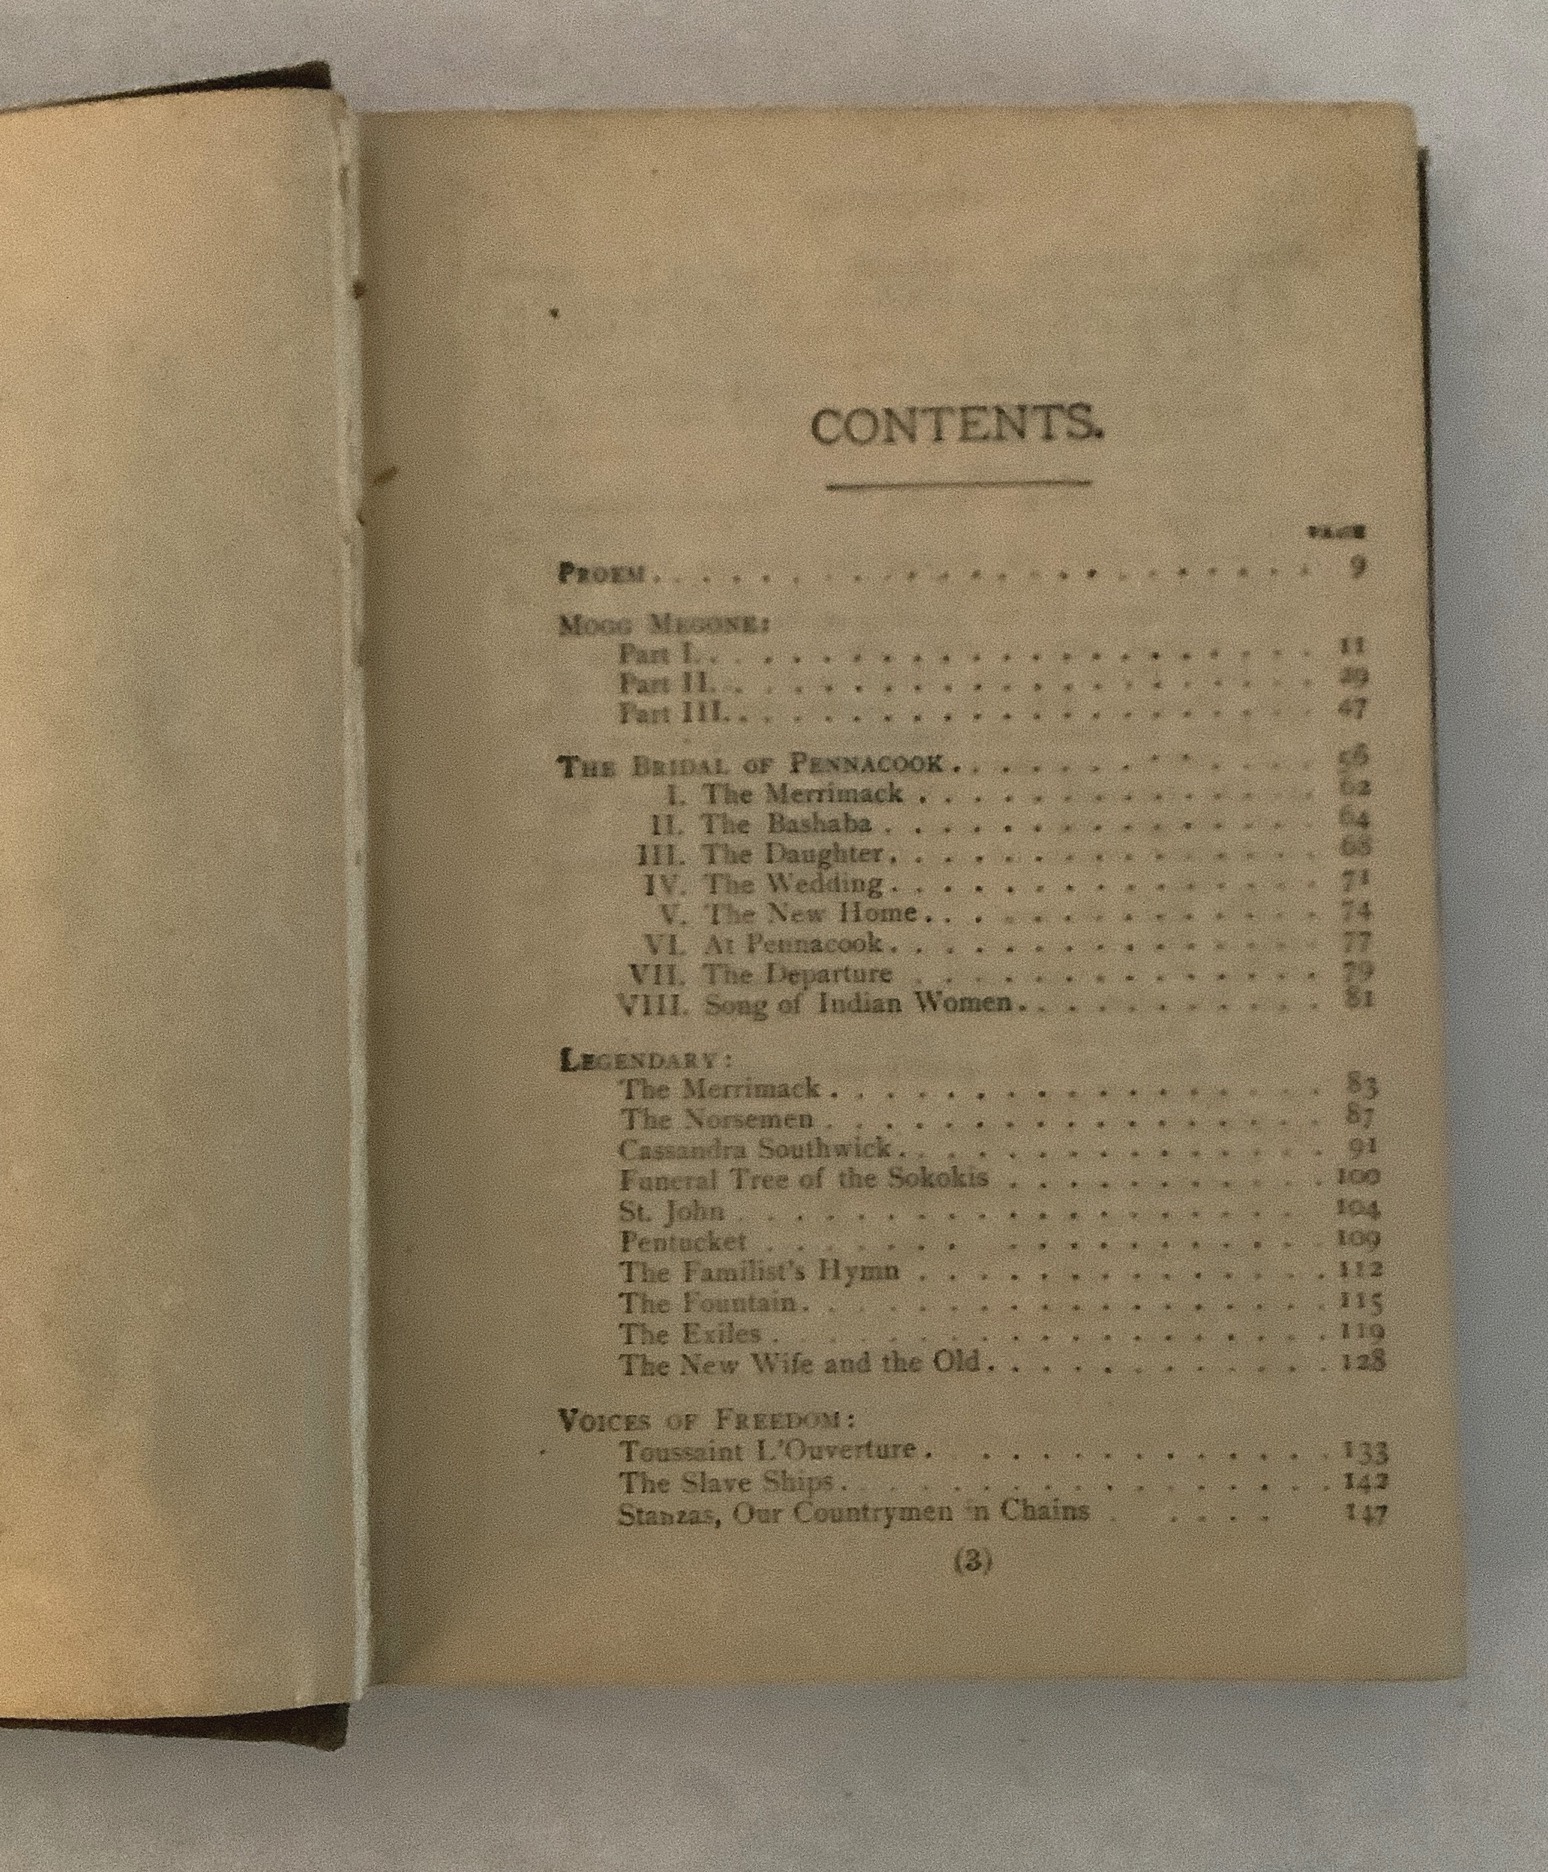 CONTENTS.
PAGE
PROEM. . . . . . . . . . . . . . . . . . . . . . . 9
MOGG MEGONE:
Part I. . . . . . . . . . . . . . . . . . . . . . 11
Part II. . . . . . . . . . . . . . . . . . . . . 29
Part III. . . . . . . . . . . . . . . . . . . . . 47
THE BRIDAL OF PENNACOOK. . . . . . . . . . . . . 56
I. The Merrimack . . . . . . . . . . . . . . 62
II. The Bashaba . . . . . . . . . . . . . . . 64
III. The Daughter. . . . . . . . . . . . . . . 68
IV. The Wedding. . . . . . . . . . . . . . . 71
V. The New Home. . . . . . . . . . . . . . 74
VI. At Pennacook. . . . . . . . . . . . . . . 77
VII. The Departure . . . . . . . . . . . . . . 79
VIII. Song of Indian Women. . . . . . . . . . . 81
LEGENDARY:
The Merrimack. . . . . . . . . . . . . . . . . 83
The Norsemen . . . . . . . . . . . . . . . . . 87
Cassandra Southwick. . . . . . . . . . . . . . . 91
Funeral Tree of the Sokokis . . . . . . . . . . . 100
St. John . . . . . . . . . . . . . . . . . . . . 104
Pentucket . . . . . . . . . . . . . . . . . . 109
The Familist's Hymn . . . . . . . . . . . . . . 112
The Fountain. . . . . . . . . . . . . . . . . . 115
The Exiles . . . . . . . . . . . . . . . . . . . 119
The New Wife and the Old. . . . . . . . . . . . 128
VOICES OF FREEDOM:
Toussaint L'Ouverture . . . . . . . . . . . . . 133
The Slave Ships. . . . . . . . . . . . . . . . . 142
Stanzas, Our Countrymen in Chains . . . . . 147
(3)